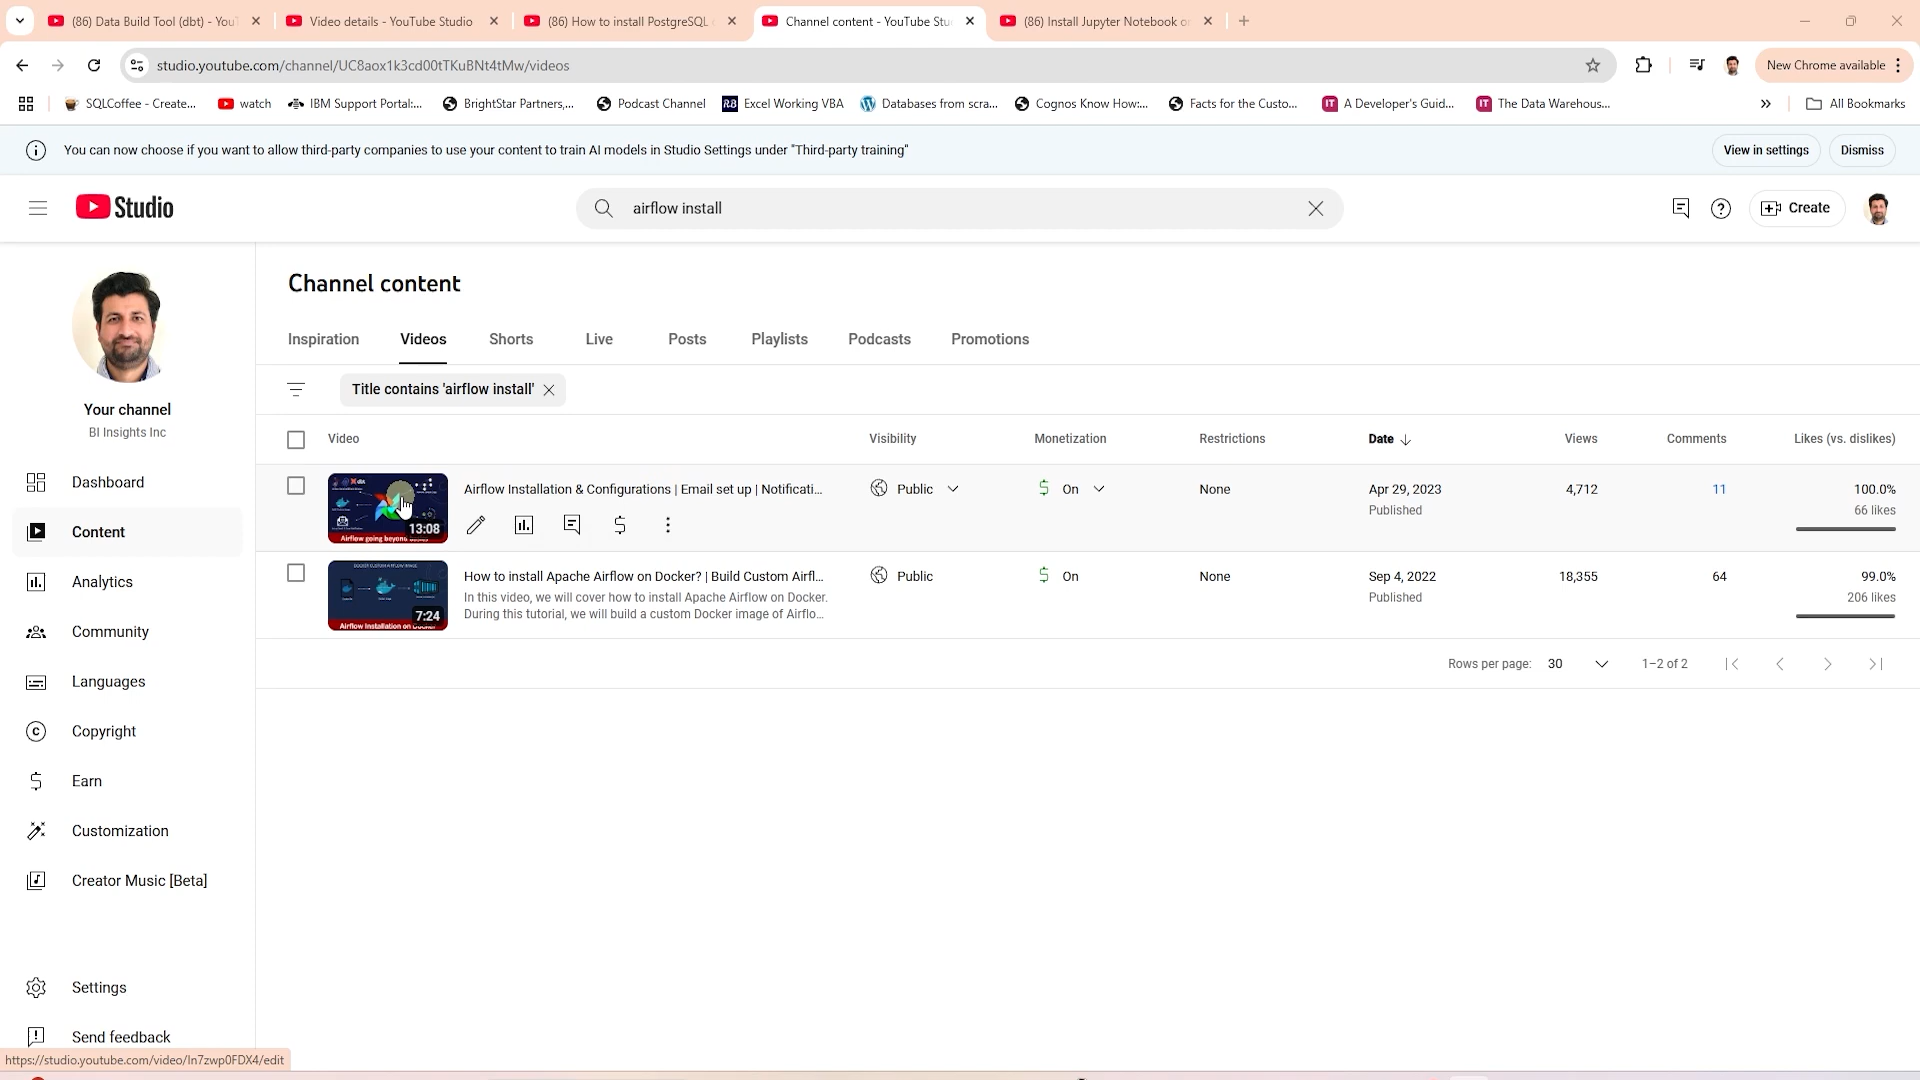 (86) Data Build Tool (dbt) - You
Video details - YouTube Studio
(86) How to install PostgreSQL
Channel content - YouTube Stu
(86) Install Jupyter Notebook o
studio.youtube.com/channel/UC8aox1k3cd00tTKuBNt4tMw/videos
New Chrome available
SQLCoffee - Create...
watch
IBM Support Portal:...
BrightStar Partners,...
Podcast Channel
Excel Working VBA
Databases from scra...
Cognos Know How:...
Facts for the Custo...
A Developer's Guid...
The Data Warehous...
All Bookmarks
You can now choose if you want to allow third-party companies to use your content to train AI models in Studio Settings under "Third-party training"
View in settings
Dismiss
Studio
airflow install
Create
Channel content
Inspiration
Videos
Shorts
Live
Posts
Playlists
Podcasts
Promotions
Title contains 'airflow install'
Your channel
BI Insights Inc
Dashboard
Content
Analytics
Community
Languages
Copyright
Earn
Customization
Creator Music [Beta]
Settings
Send feedback
Video
Visibility
Monetization
Restrictions
Date
Views
Comments
Likes (vs. dislikes)
13:08
Airflow going beyond
Airflow Installation & Configurations | Email set up | Notificati...
Public
On
None
Apr 29, 2023
Published
4,712
11
100.0%
66 likes
DOCKER CUSTOM AIRFLOW IMAGE
7:24
Airflow Installation on Docker
How to install Apache Airflow on Docker? | Build Custom Airfl...
In this video, we will cover how to install Apache Airflow on Docker.
During this tutorial, we will build a custom Docker image of Airflo...
Public
On
None
Sep 4, 2022
Published
18,355
64
99.0%
206 likes
Rows per page:
30
1–2 of 2
https://studio.youtube.com/video/In7zwp0FDX4/edit